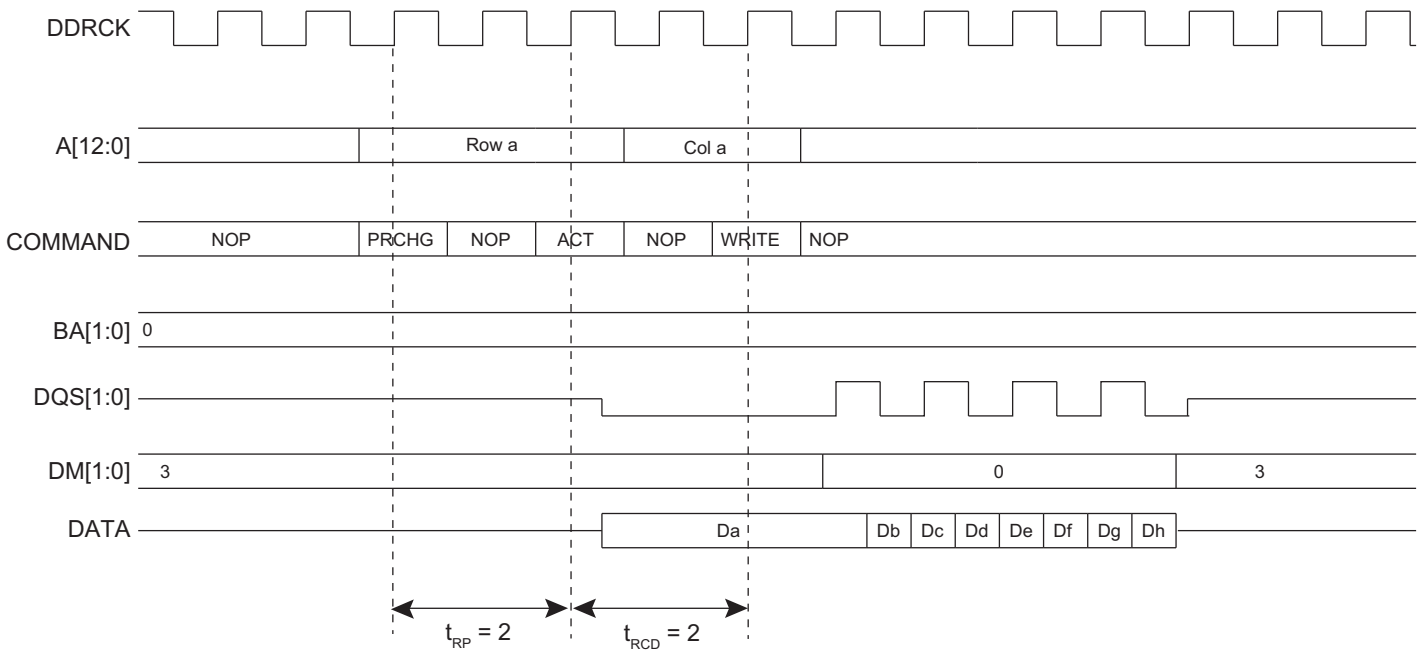 DDRCK
A[12:0] Row a Col a
COMMAND NOP PRCHG NOP ACT NOP WRITE NOP
BA[1:0] 0
DQS[1:0]
DM[1:0] 3 0 3
DATA Da Db Dc Dd De Df Dg Dh
tRP = 2 tRCD = 2